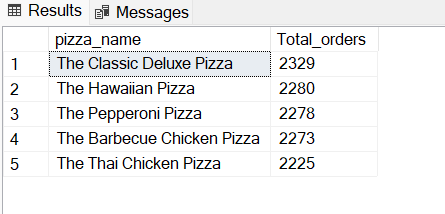 Results Messages
pizza_name Total_orders
1 The Classic Deluxe Pizza 2329
2 The Hawaiian Pizza 2280
3 The Pepperoni Pizza 2278
4 The Barbecue Chicken Pizza 2273
5 The Thai Chicken Pizza 2225